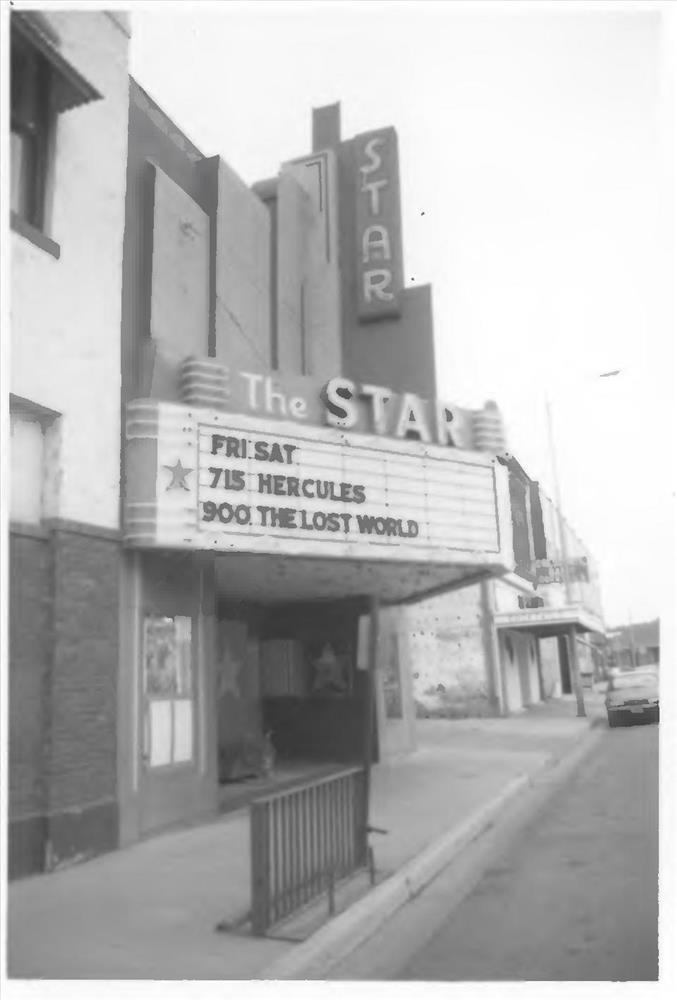 STAR
The STAR
FRI. SAT
715 HERCULES
900. THE LOST WORLD